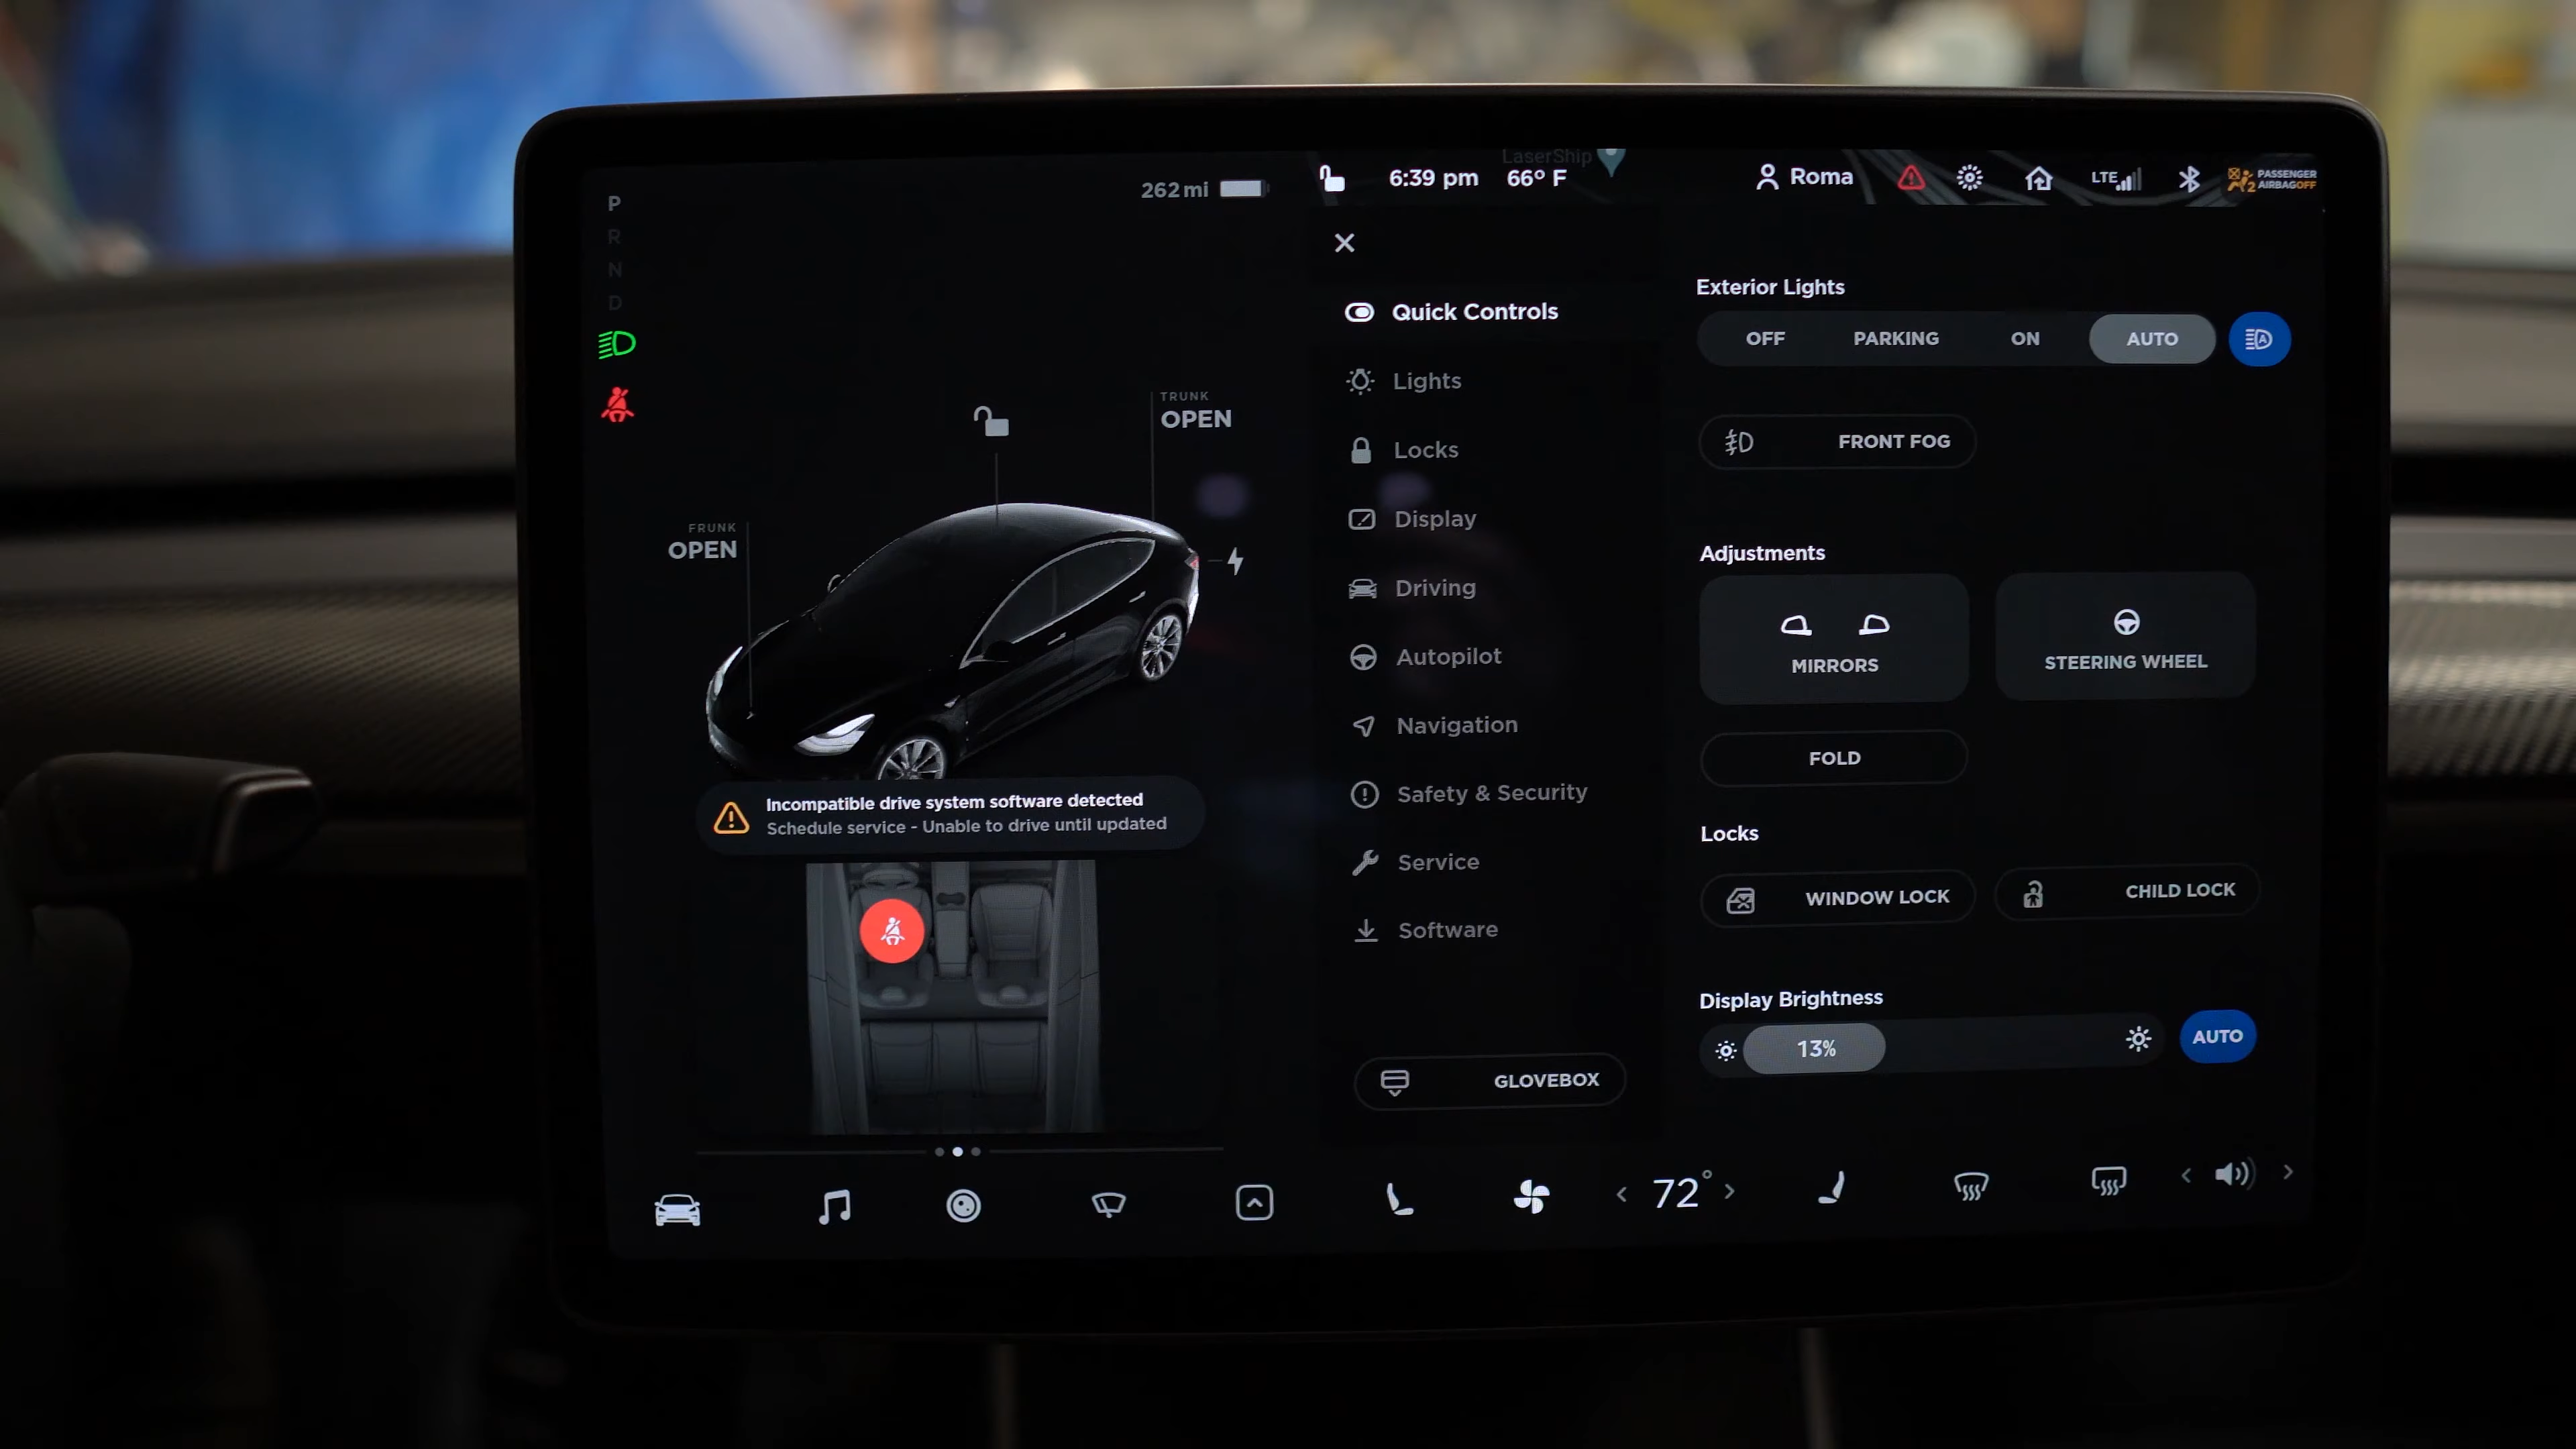 LaserShip
P
R
N
D
262 mi
6:39 pm
66° F
Roma
LTE
PASSENGER
AIRBAG OFF
2
TRUNK
OPEN
FRUNK
OPEN
Incompatible drive system software detected
Schedule service - Unable to drive until updated
Quick Controls
Lights
Locks
Display
Driving
Autopilot
Navigation
Safety & Security
Service
Software
GLOVEBOX
Exterior Lights
OFF
PARKING
ON
AUTO
A
FRONT FOG
Adjustments
MIRRORS
STEERING WHEEL
FOLD
Locks
WINDOW LOCK
CHILD LOCK
Display Brightness
13%
AUTO
72°